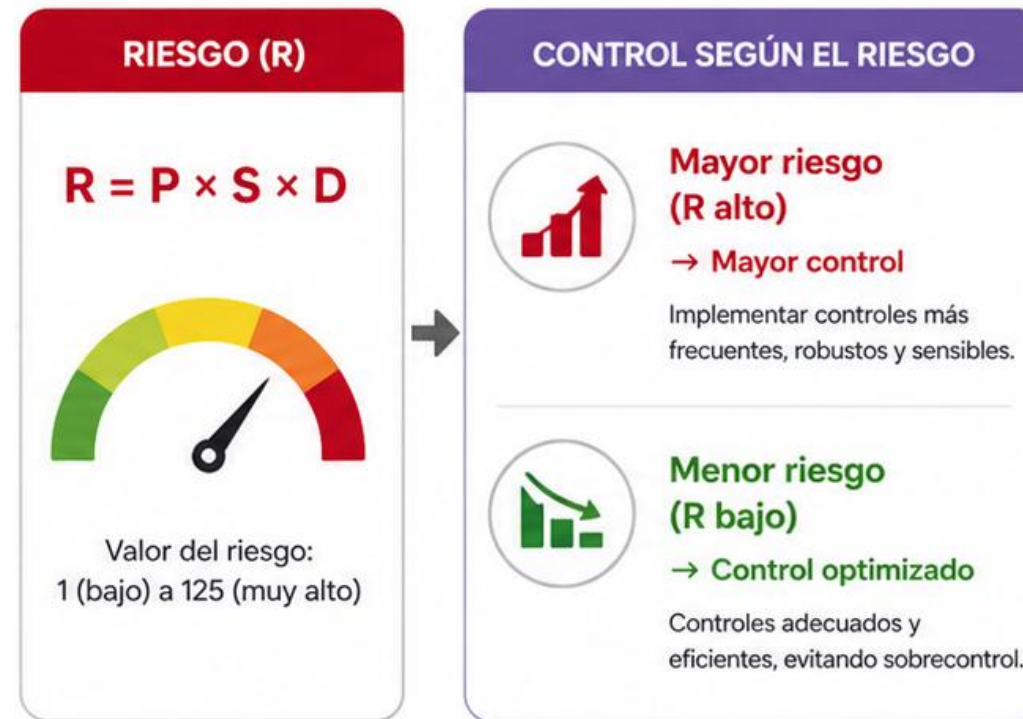 RIESGO (R)
R = P × S × D
Valor del riesgo:
1 (bajo) a 125 (muy alto)
CONTROL SEGÚN EL RIESGO
Mayor riesgo
(R alto)
→ Mayor control
Implementar controles más
frecuentes, robustos y sensibles.
Menor riesgo
(R bajo)
→ Control optimizado
Controles adecuados y
eficientes, evitando sobrecontrol.